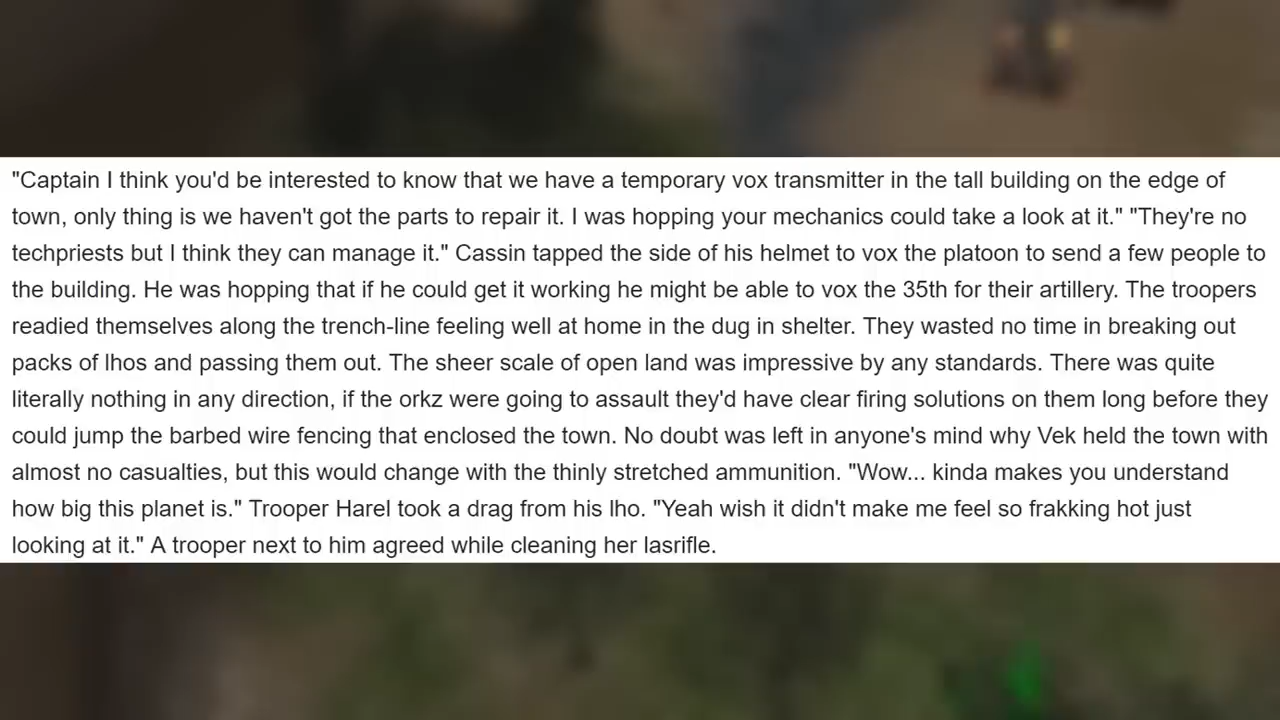 "Captain I think you'd be interested to know that we have a temporary vox transmitter in the tall building on the edge of
town, only thing is we haven't got the parts to repair it. I was hopping your mechanics could take a look at it." "They're no
techpriests but I think they can manage it." Cassin tapped the side of his helmet to vox the platoon to send a few people to
the building. He was hopping that if he could get it working he might be able to vox the 35th for their artillery. The troopers
readied themselves along the trench-line feeling well at home in the dug in shelter. They wasted no time in breaking out
packs of lhos and passing them out. The sheer scale of open land was impressive by any standards. There was quite
literally nothing in any direction, if the orkz were going to assault they'd have clear firing solutions on them long before they
could jump the barbed wire fencing that enclosed the town. No doubt was left in anyone's mind why Vek held the town with
almost no casualties, but this would change with the thinly stretched ammunition. "Wow... kinda makes you understand
how big this planet is." Trooper Harel took a drag from his lho. "Yeah wish it didn't make me feel so frakking hot just
looking at it." A trooper next to him agreed while cleaning her lasrifle.